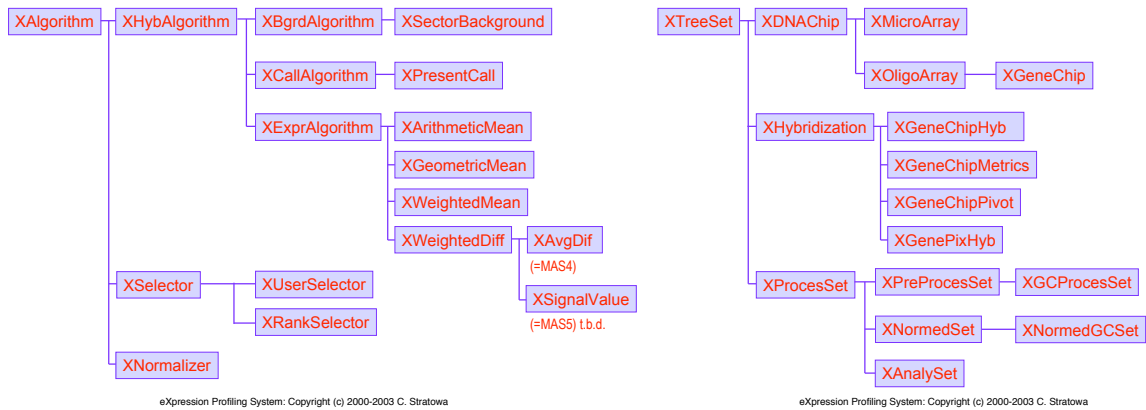 XAlgorithm
XHybAlgorithm
XBgrdAlgorithm
XSectorBackground
XCallAlgorithm
XPresentCall
XExprAlgorithm
XArithmeticMean
XGeometricMean
XWeightedMean
XWeightedDiff
XAvgDif
(=MAS4)
XSignalValue
(=MAS5) t.b.d.
XSelector
XUserSelector
XRankSelector
XNormalizer
eXpression Profiling System: Copyright (c) 2000-2003 C. Stratowa
XTreeSet
XDNAChip
XMicroArray
XOligoArray
XGeneChip
XHybridization
XGeneChipHyb
XGeneChipMetrics
XGeneChipPivot
XGenePixHyb
XProcesSet
XPreProcesSet
XGCProcesSet
XNormedSet
XNormedGCSet
XAnalySet
eXpression Profiling System: Copyright (c) 2000-2003 C. Stratowa